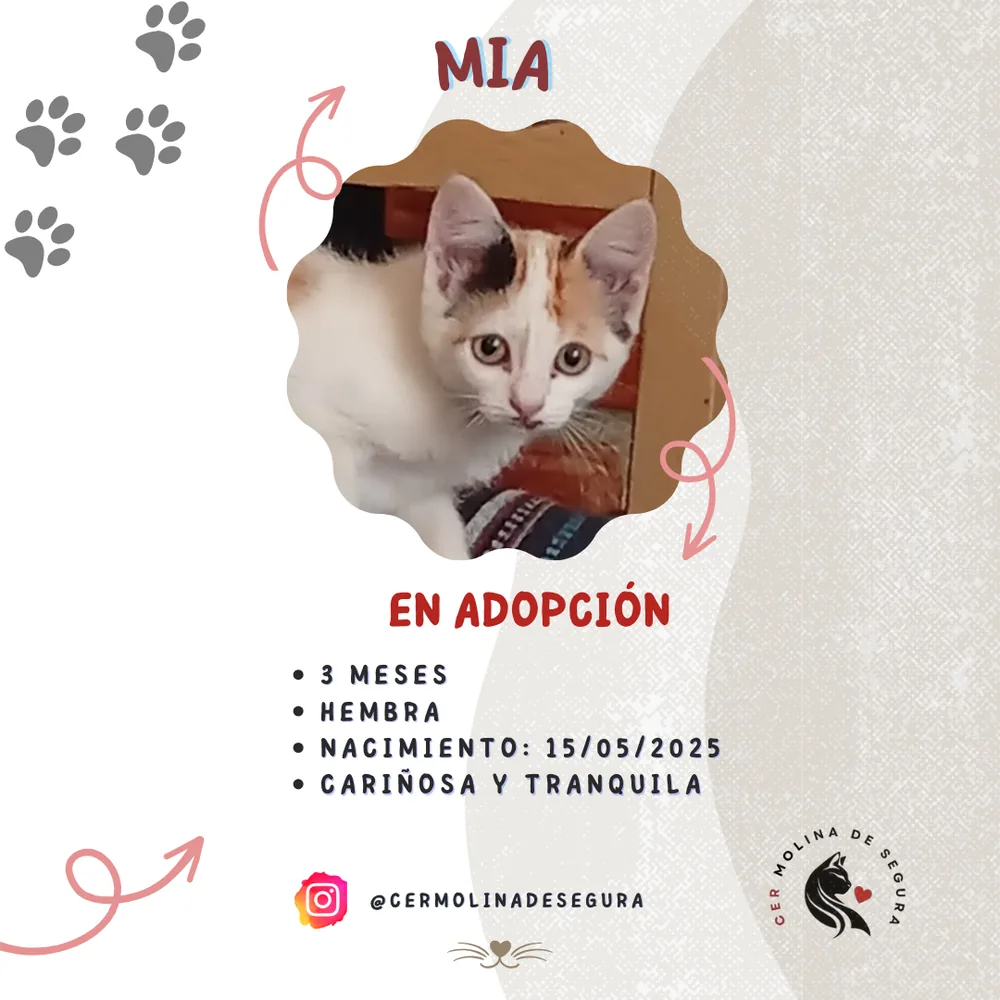 MIA
EN ADOPCIÓN
• 3 MESES
• HEMBRA
• NACIMIENTO: 15/05/2025
• CARIÑOSA Y TRANQUILA
@CERMOLINADESEGURA
CER MOLINA DE SEGURA